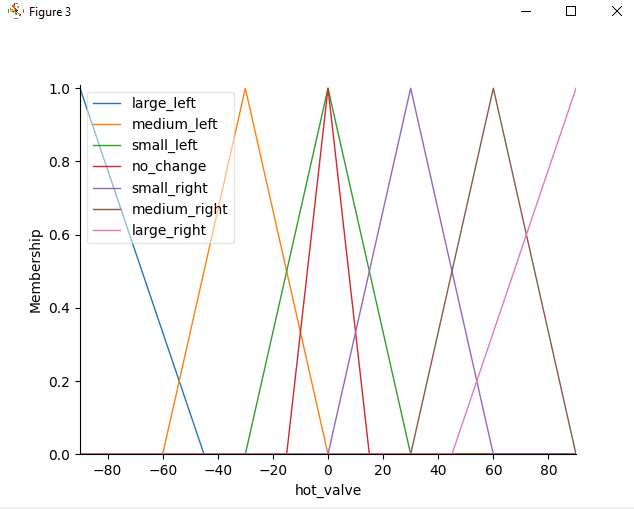 Figure 3
1.0
0.8
0.6
0.4
0.2
0.0
Membership
large_left
medium_left
small_left
no_change
small_right
medium_right
large_right
−80 −60 −40 −20 0 20 40 60 80
hot_valve